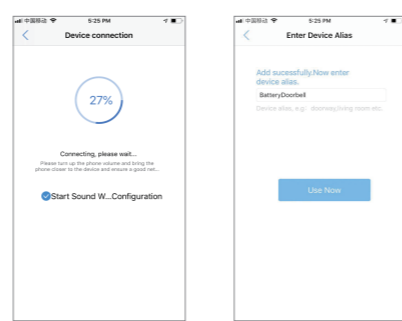 中国移动
5:25 PM
Device connection
27%
Connecting, please wait...
Please turn up the phone volume and bring the
phone closer to the device and ensure a good net...
Start Sound W...Configuration
中国移动
5:25 PM
Enter Device Alias
Add sucessfully.Now enter
device alias.
BatteryDoorbell
Device alias, e.g: doorway,living room etc.
Use Now